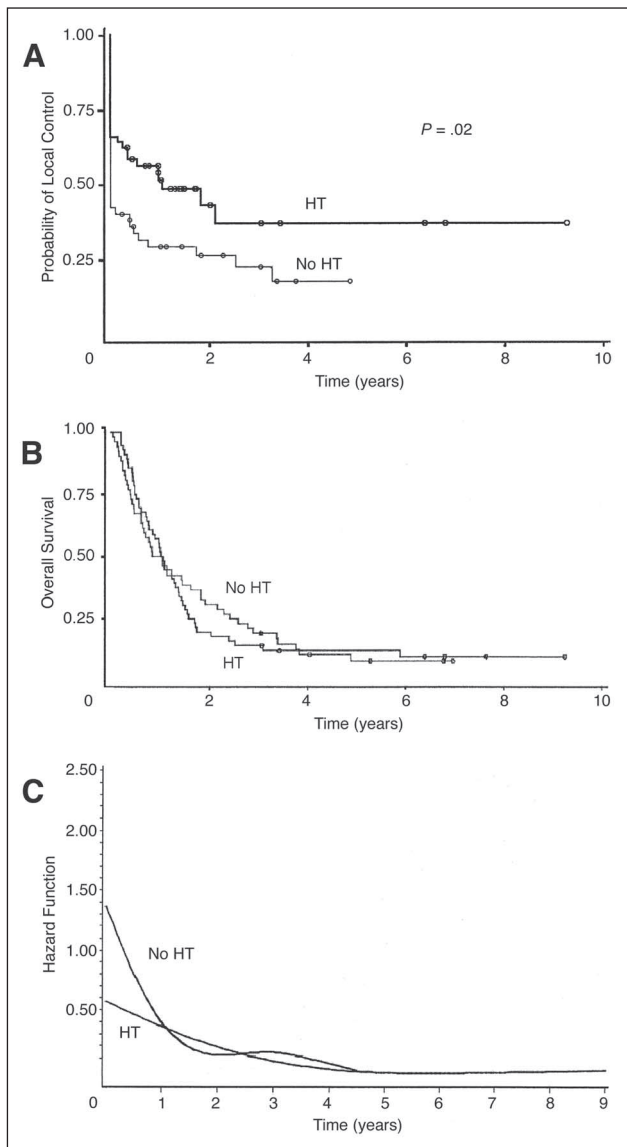 A
1.00
0.75
0.50
0.25
0
Probability of Local Control
P = .02
HT
No HT
2
4
6
8
10
Time (years)
B
1.00
0.75
0.50
0.25
0
Overall Survival
No HT
HT
2
4
6
8
10
Time (years)
C
2.50
2.00
1.50
1.00
0.50
0
Hazard Function
No HT
HT
1
2
3
4
5
6
7
8
9
Time (years)